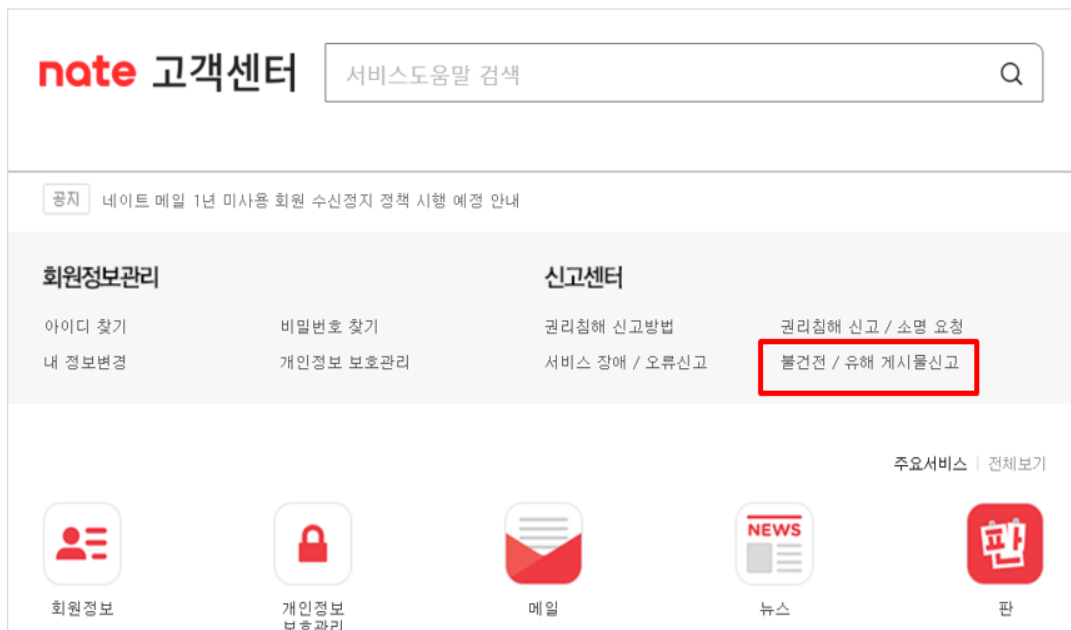 nate 고객센터
서비스도움말 검색
공지 네이트 메일 1년 미사용 회원 수신정지 정책 시행 예정 안내
회원정보관리
아이디 찾기
비밀번호 찾기
내 정보변경
개인정보 보호관리
신고센터
권리침해 신고방법
권리침해 신고 / 소명 요청
서비스 장애 / 오류신고
불건전 / 유해 게시물신고
주요서비스 | 전체보기
회원정보
개인정보
보호관리
메일
NEWS
뉴스
판
판